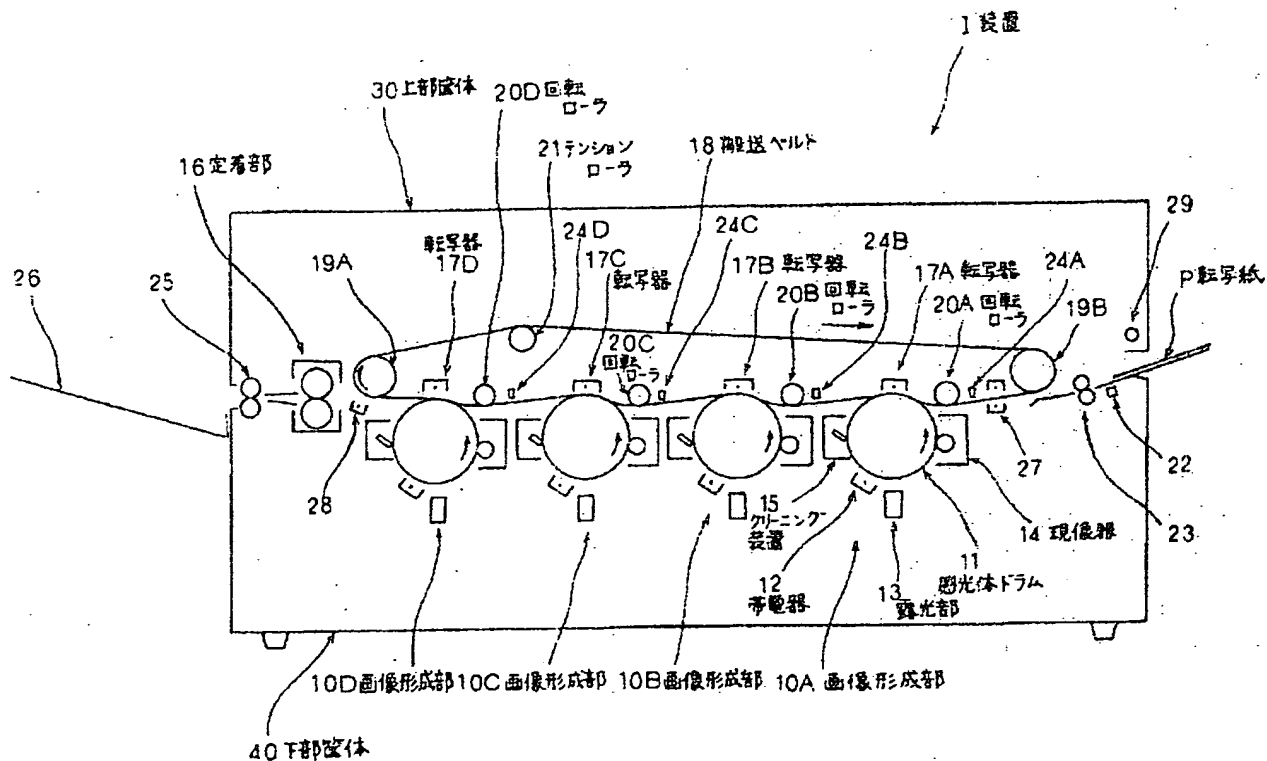 I 装置
30 上部筐体
20D 回転
ローラ
21 テンション
ローラ
18 搬送ベルト
16 定着部
29
転写器
17D
24D
17C
転写器
24C
17B 転写器
24B
17A 転写器
24A
P 転写紙
26
25
19A
20B 回転
ローラ
20A 回転
ローラ
19B
20C
回転
ローラ
28
15
クリーニング
装置
27
22
12
帯電器
13
露光部
11
感光体ドラム
14 現像器
23
10D 画像形成部
10C 画像形成部
10B 画像形成部
10A 画像形成部
40 下部筐体